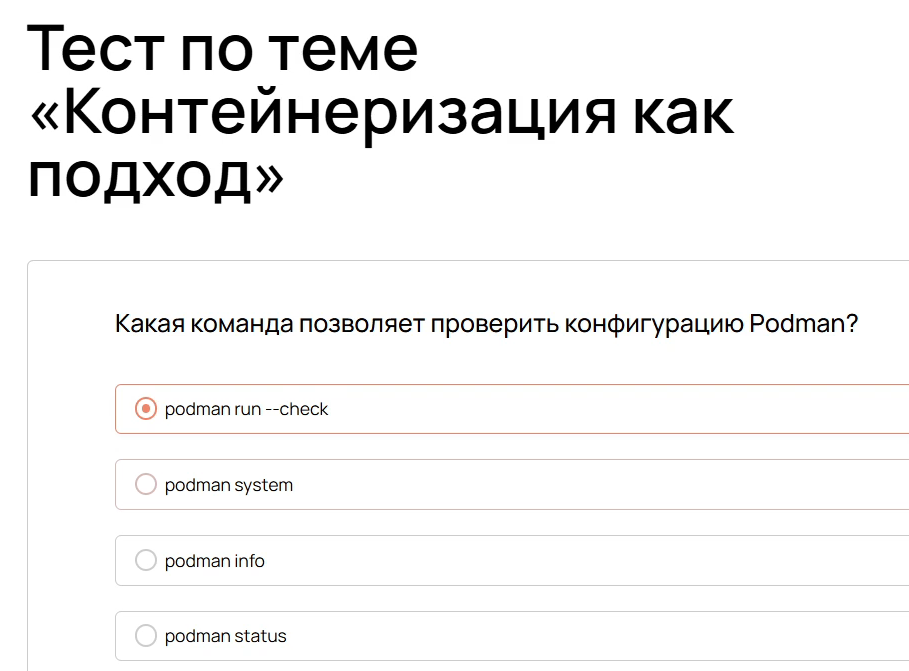 Тест по теме
«Контейнеризация как
подход»
Какая команда позволяет проверить конфигурацию Podman?
podman run --check
podman system
podman info
podman status